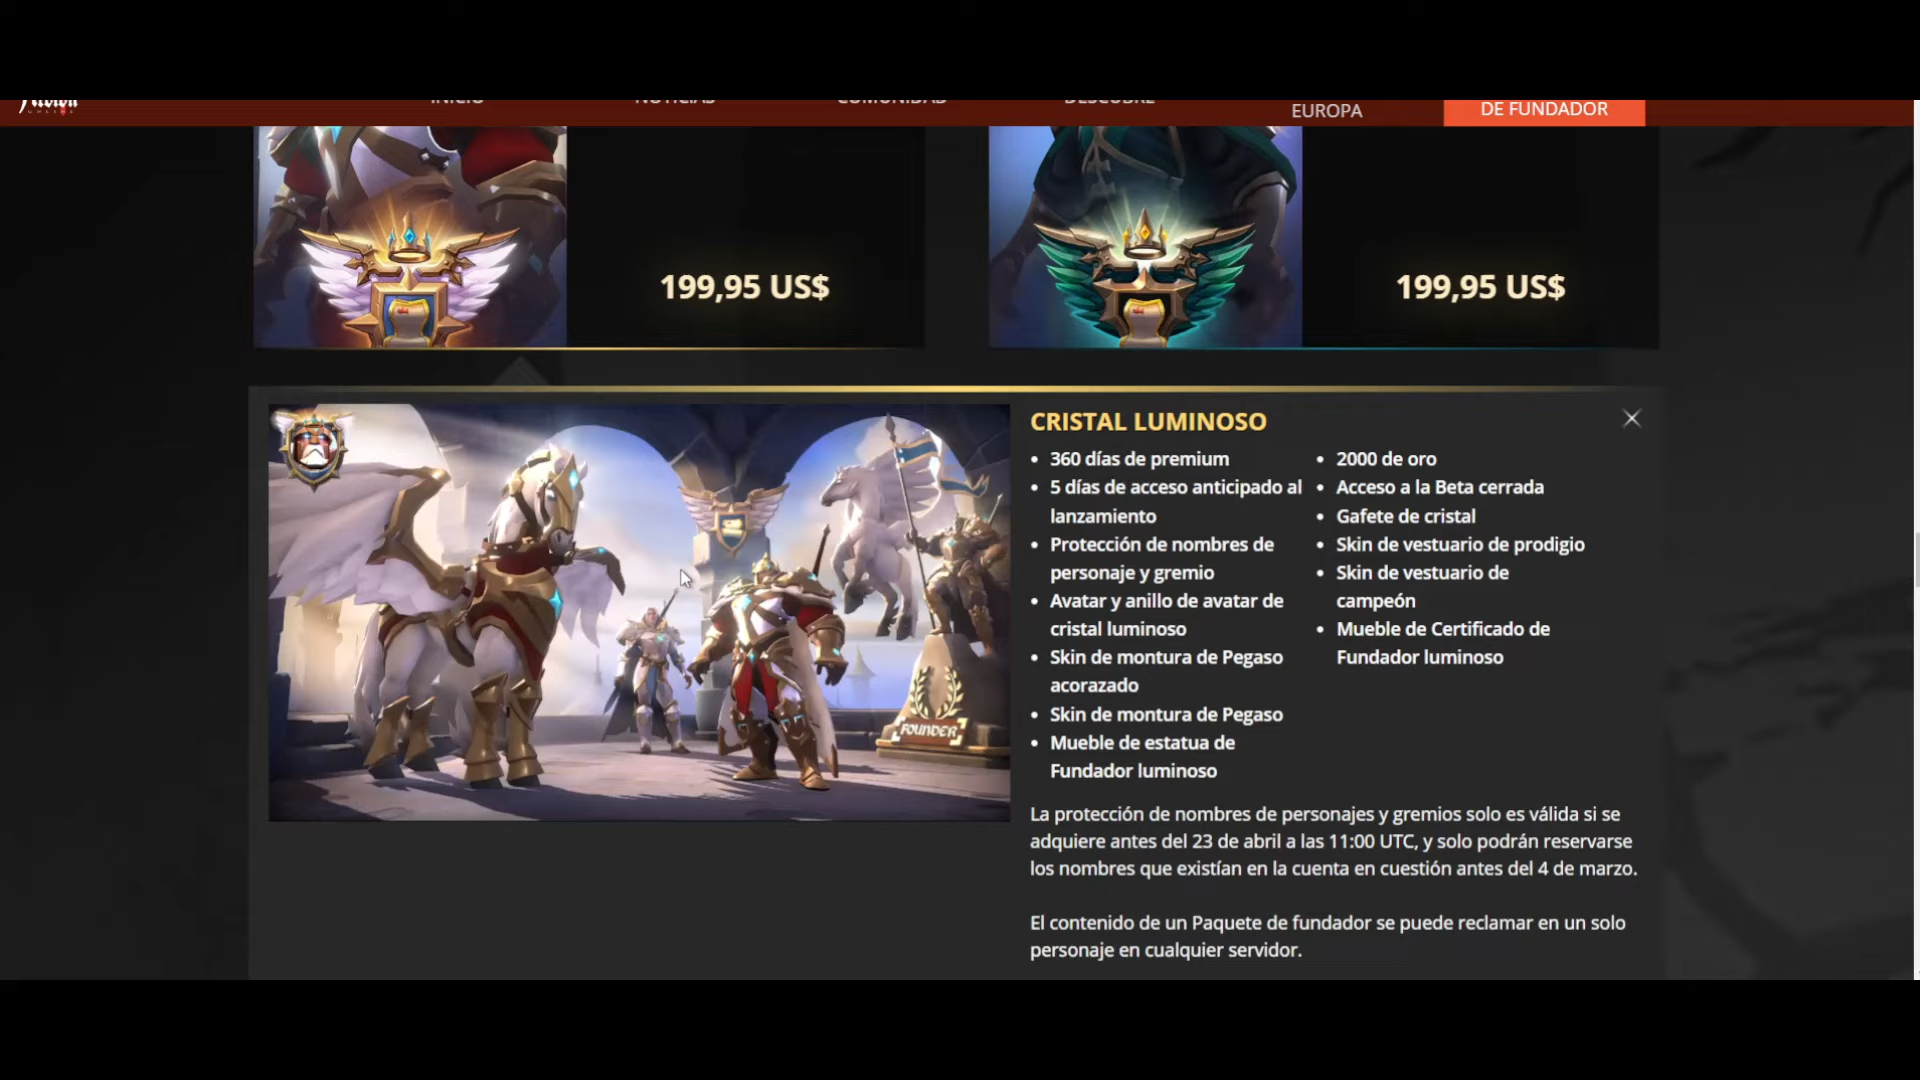 Albion
ONLINE
INICIO
NOTICIAS
COMUNIDAD
DESCUBRE
EUROPA
DE FUNDADOR
199,95 US$
199,95 US$
CRISTAL LUMINOSO
• 360 días de premium
• 5 días de acceso anticipado al
lanzamiento
• Protección de nombres de
personaje y gremio
• Avatar y anillo de avatar de
cristal luminoso
• Skin de montura de Pegaso
acorazado
• Skin de montura de Pegaso
• Mueble de estatua de
Fundador luminoso
• 2000 de oro
• Acceso a la Beta cerrada
• Gafete de cristal
• Skin de vestuario de prodigio
• Skin de vestuario de
campeón
• Mueble de Certificado de
Fundador luminoso
FOUNDER
La protección de nombres de personajes y gremios solo es válida si se
adquiere antes del 23 de abril a las 11:00 UTC, y solo podrán reservarse
los nombres que existían en la cuenta en cuestión antes del 4 de marzo.
El contenido de un Paquete de fundador se puede reclamar en un solo
personaje en cualquier servidor.